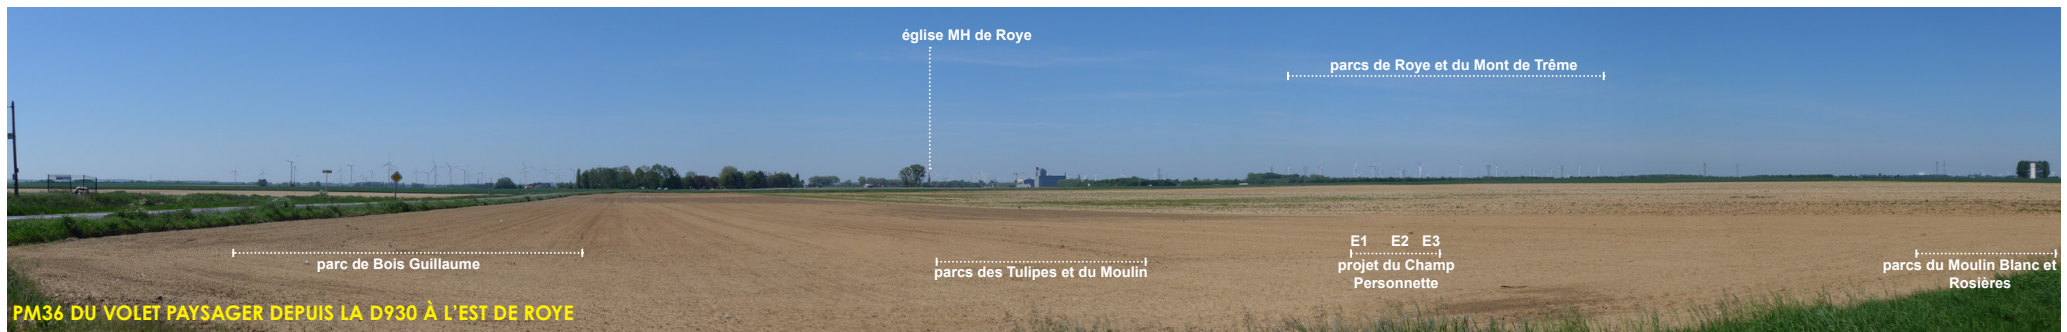 église MH de Roye
parcs de Roye et du Mont de Trême
E1 E2 E3
parc de Bois Guillaume
parcs des Tulipes et du Moulin
projet du Champ
Personnette
parcs du Moulin Blanc et
Rosières
PM36 DU VOLET PAYSAGER DEPUIS LA D930 À L'EST DE ROYE